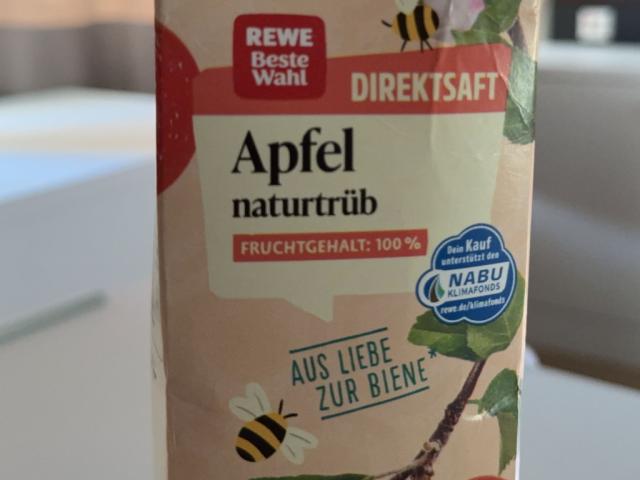 REWE
Beste
Wahl
DIREKTSAFT
Apfel
naturtrüb
FRUCHTGEHALT: 100 %
Dein Kauf
unterstützt den
NABU
KLIMAFONDS
rewe.de/klimafonds
AUS LIEBE
ZUR BIENE*